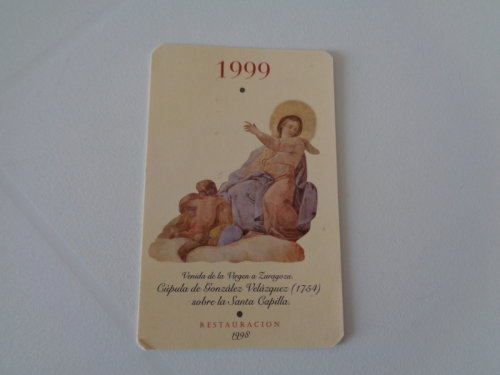 1999
Venida de la Virgen a Zaragoza.
Cúpula de González Velázquez (1754)
sobre la Santa Capilla.
RESTAURACION
1998